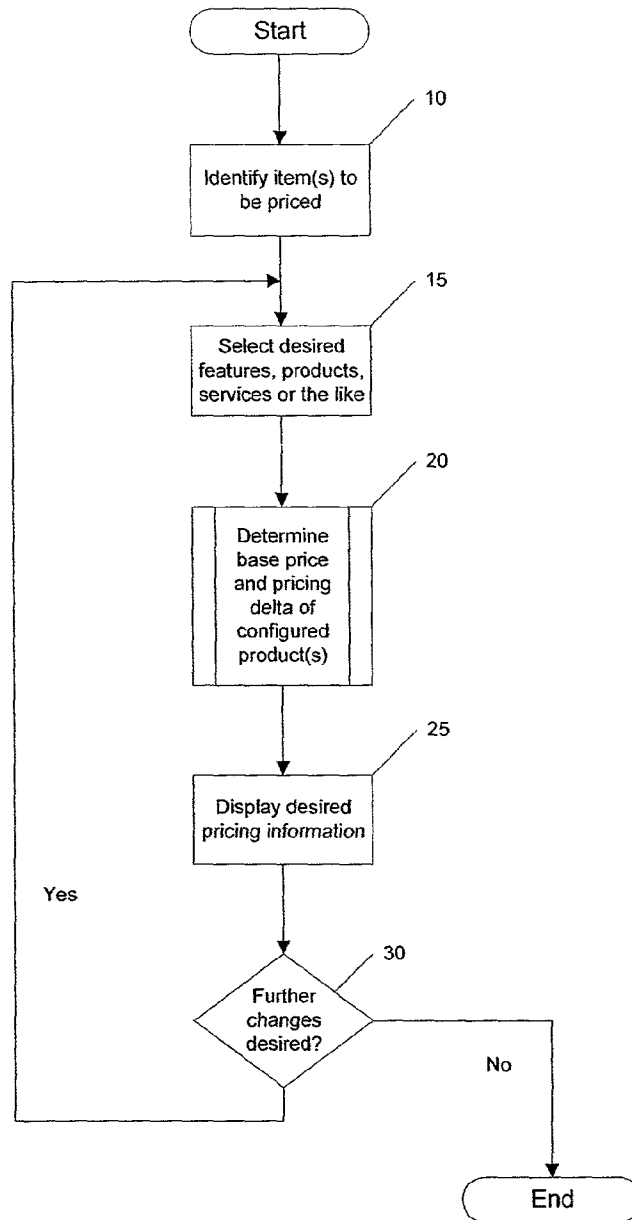 Start
10
Identify item(s) to
be priced
15
Select desired
features, products,
services or the like
20
Determine
base price
and pricing
delta of
configured
product(s)
25
Display desired
pricing information
Yes
30
Further
changes
desired?
No
End